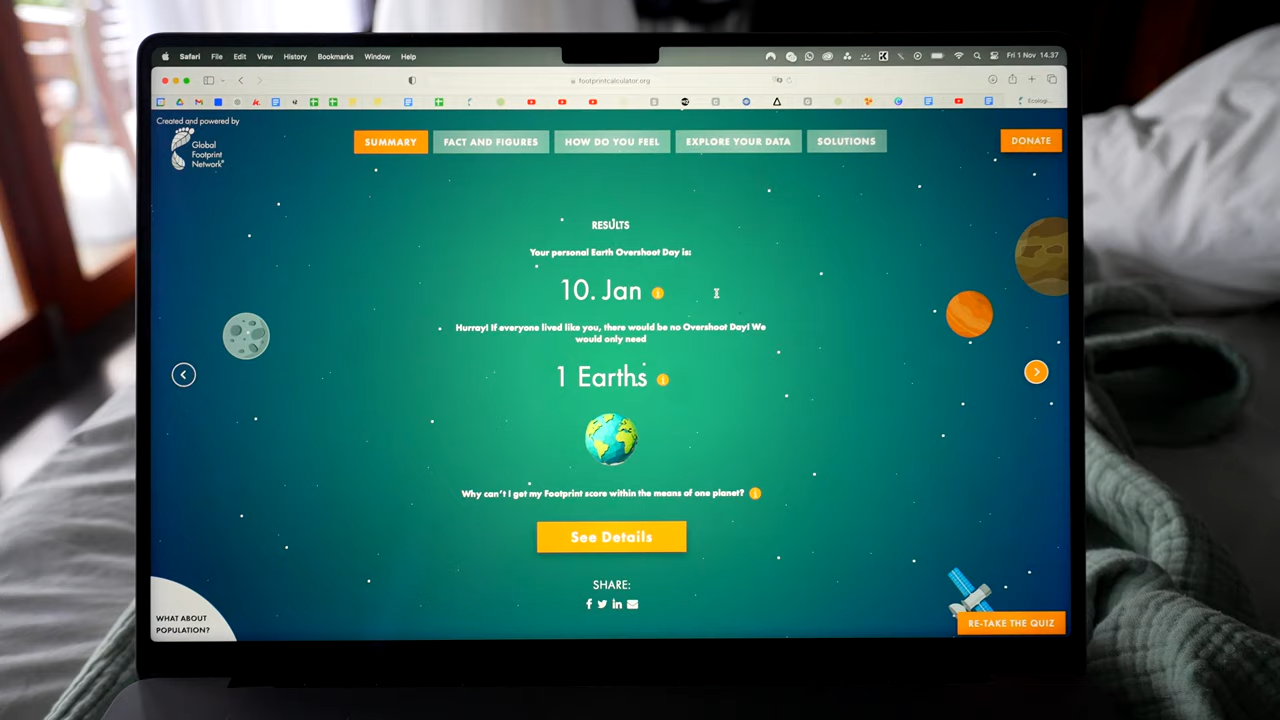 Safari File Edit View History Bookmarks Window Help
Fri 1 Nov 14.37
footprintcalculator.org
Ecologi
Created and powered by
Global
Footprint
Network
SUMMARY
FACT AND FIGURES
HOW DO YOU FEEL
EXPLORE YOUR DATA
SOLUTIONS
DONATE
RESULTS
Your personal Earth Overshoot Day is:
10. Jan
Hurray! If everyone lived like you, there would be no Overshoot Day! We
would only need
1 Earths
Why can't I get my Footprint score within the means of one planet?
See Details
SHARE:
WHAT ABOUT
POPULATION?
RE-TAKE THE QUIZ